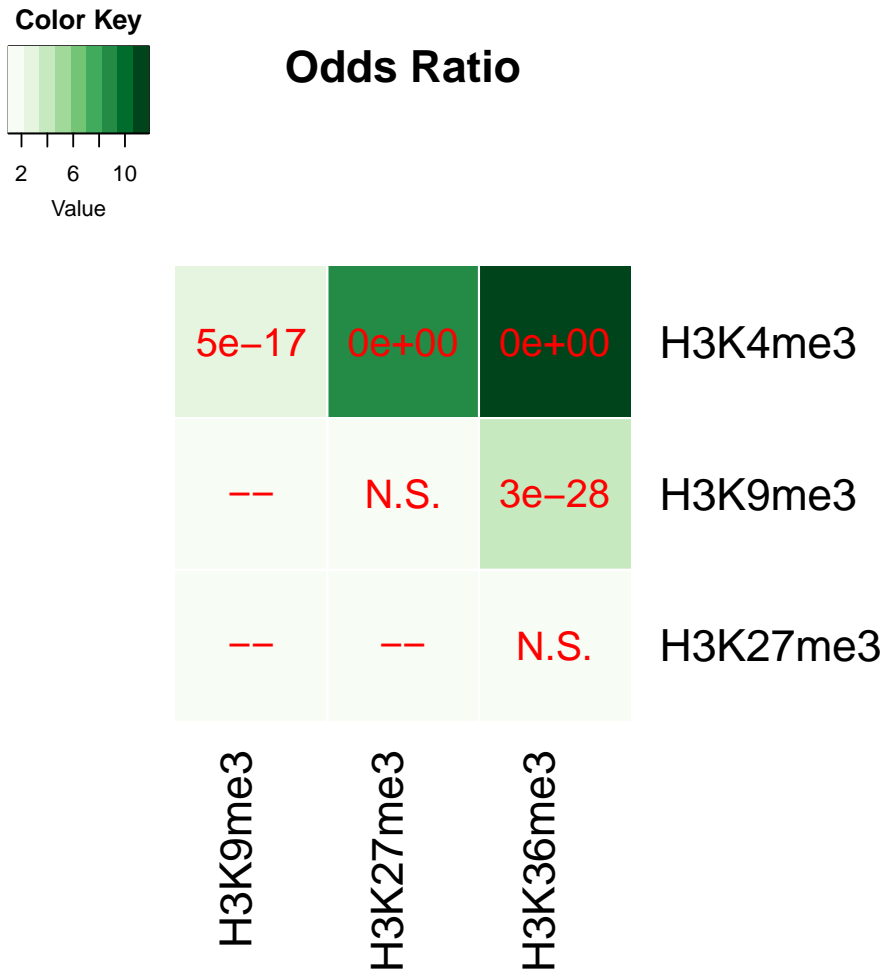 Color Key
Odds Ratio
2 6 10
Value
5e−17 0e+00 0e+00 H3K4me3
−− N.S. 3e−28 H3K9me3
−− −− N.S. H3K27me3
H3K9me3
H3K27me3
H3K36me3